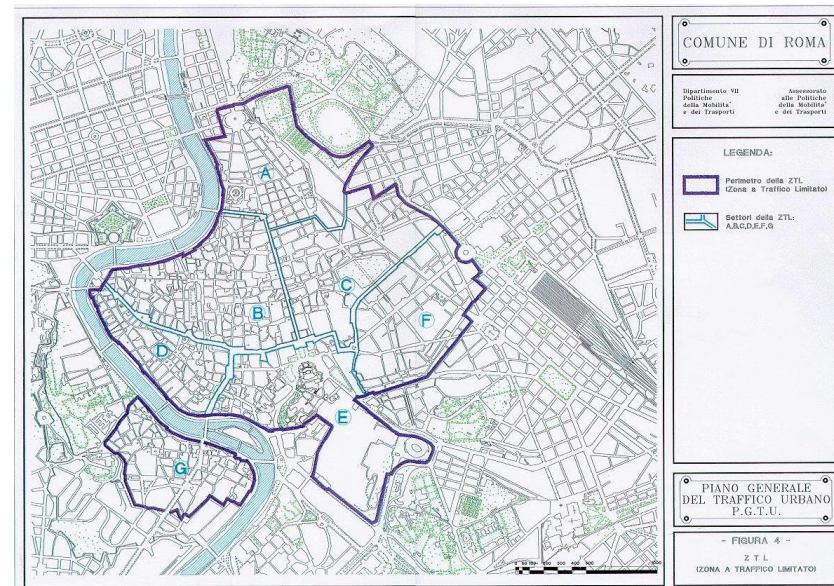 COMUNE DI ROMA
Dipartimento VII
Politiche
della Mobilita'
e dei Trasporti
Assessorato
alle Politiche
della Mobilita'
e dei Trasporti
LEGENDA:
Perimetro della ZTL
(Zona a Traffico Limitato)
Settori della ZTL:
A,B,C,D,E,F,G
A
B
C
D
E
F
G
PIANO GENERALE
DEL TRAFFICO URBANO
P.G.T.U.
- FIGURA 4 -
Z T L
(ZONA A TRAFFICO LIMITATO)